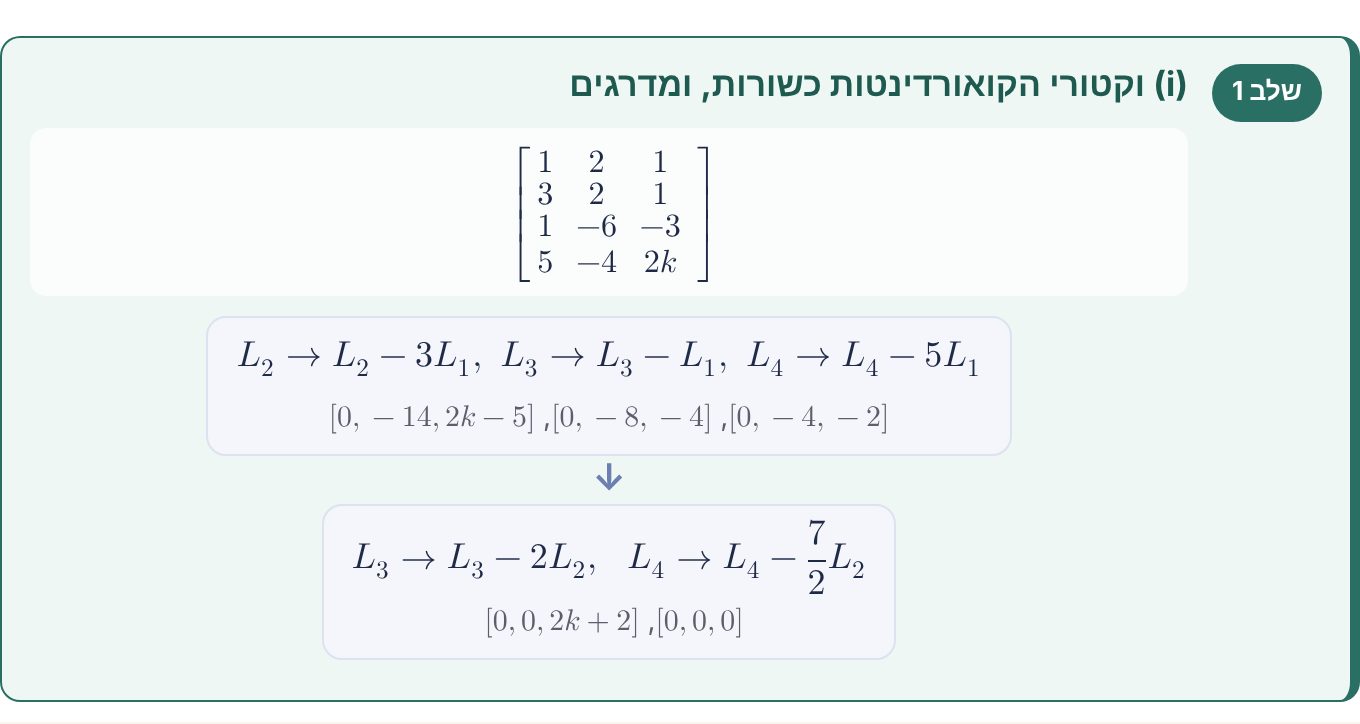 שלב 1
(i) וקטורי הקואורדינטות כשורות, ומדרגים
1 2 1
3 2 1
1 −6 −3
5 −4 2k
L₂ → L₂ − 3L₁, L₃ → L₃ − L₁, L₄ → L₄ − 5L₁
[0, −4, −2], [0, −8, −4], [0, −14, 2k − 5]
↓
L₃ → L₃ − 2L₂, L₄ → L₄ − 7/2 L₂
[0, 0, 0], [0, 0, 2k + 2]